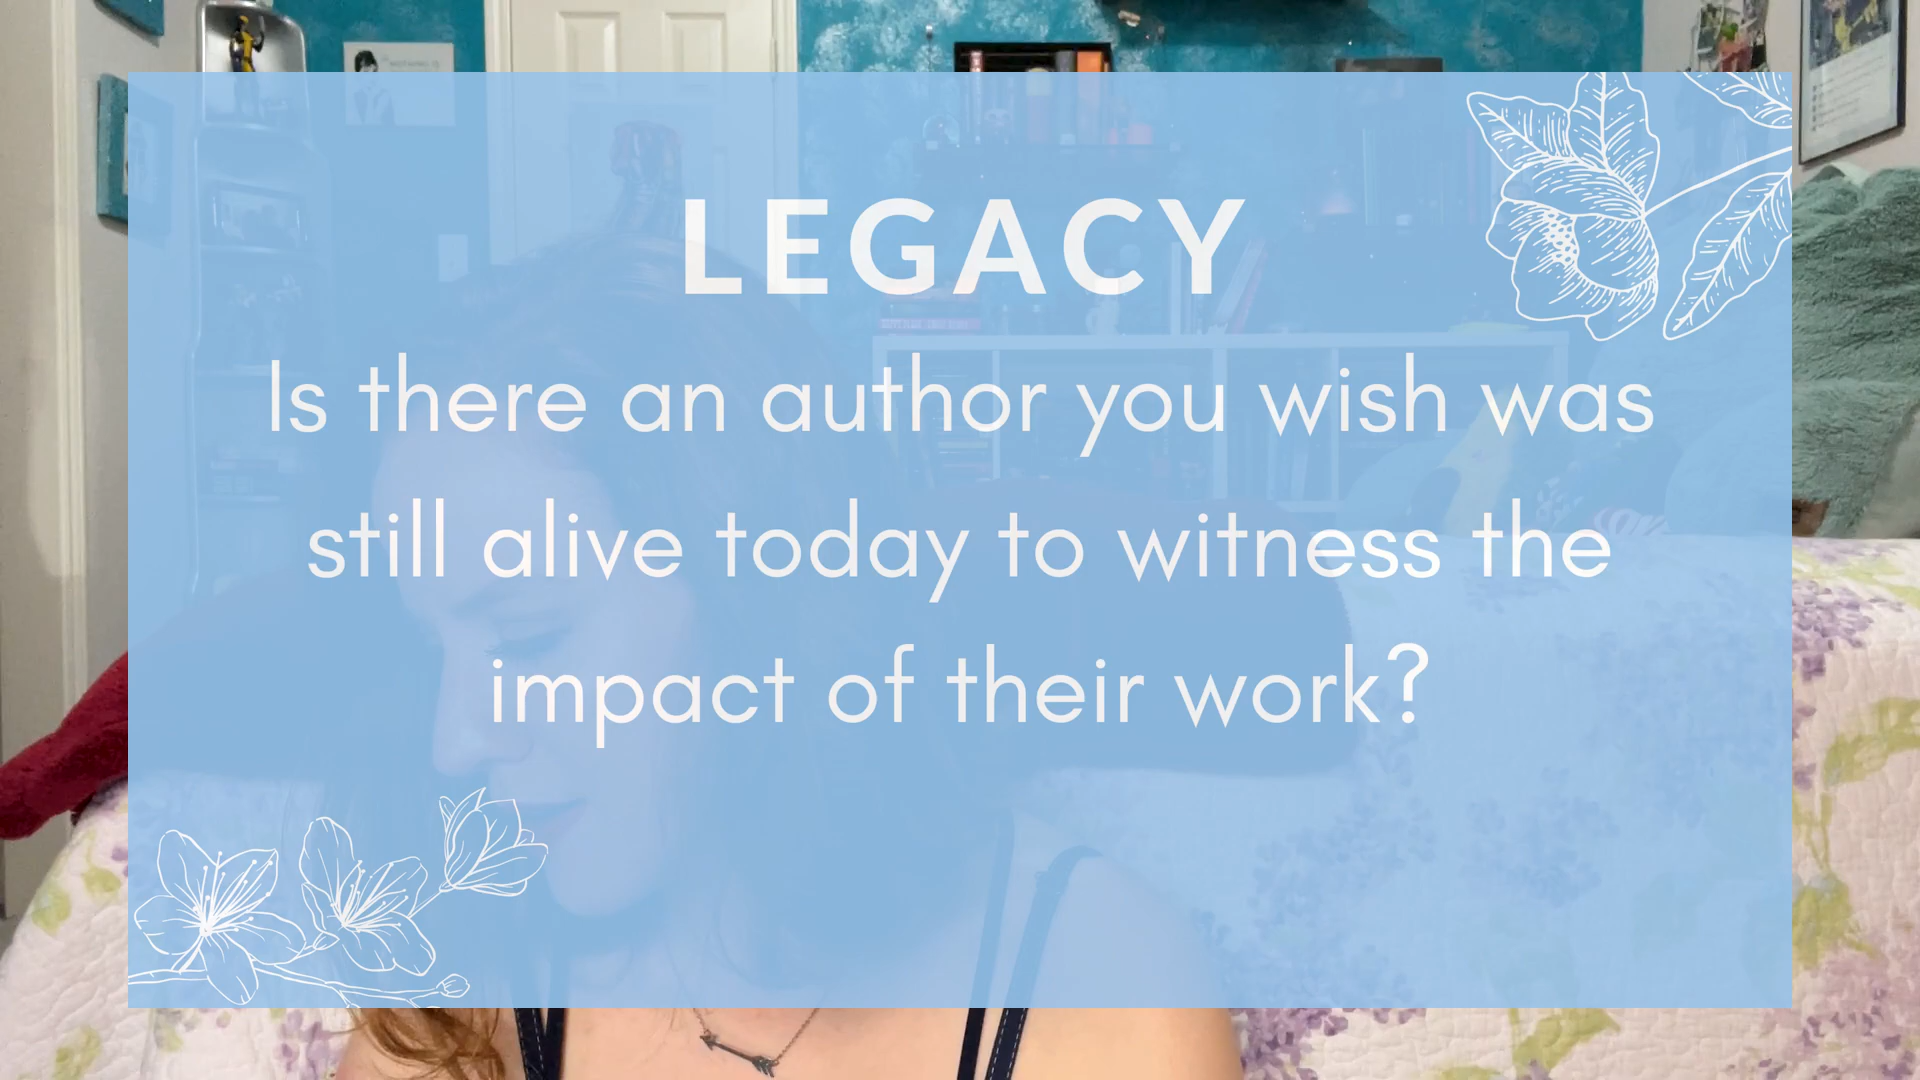 LEGACY
Is there an author you wish was
still alive today to witness the
impact of their work?